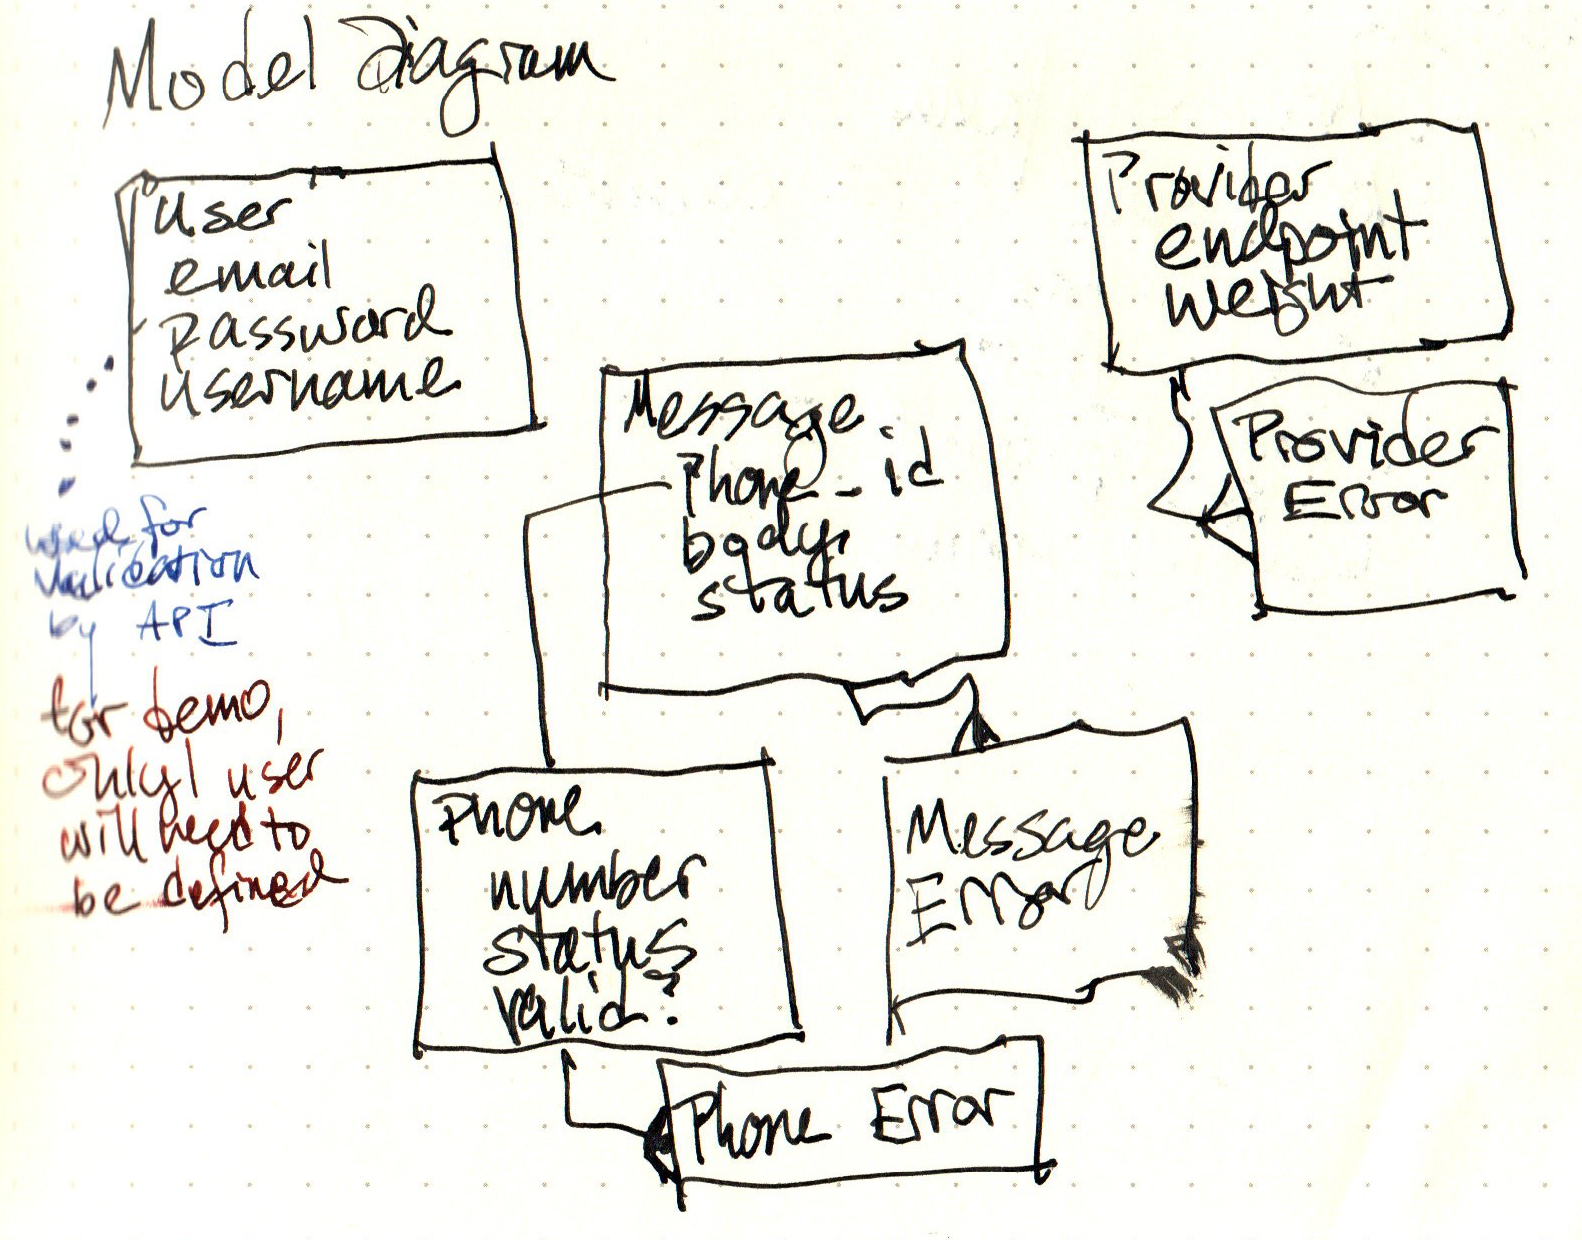 Model Diagram
User
email
password
username
Provider
endpoint
weight
Message
Phone_id
body
status
Provider
Error
used for
validation
by API
for demo,
only 1 user
will need to
be defined
Phone
number
status
valid?
Message
Error
Phone Error